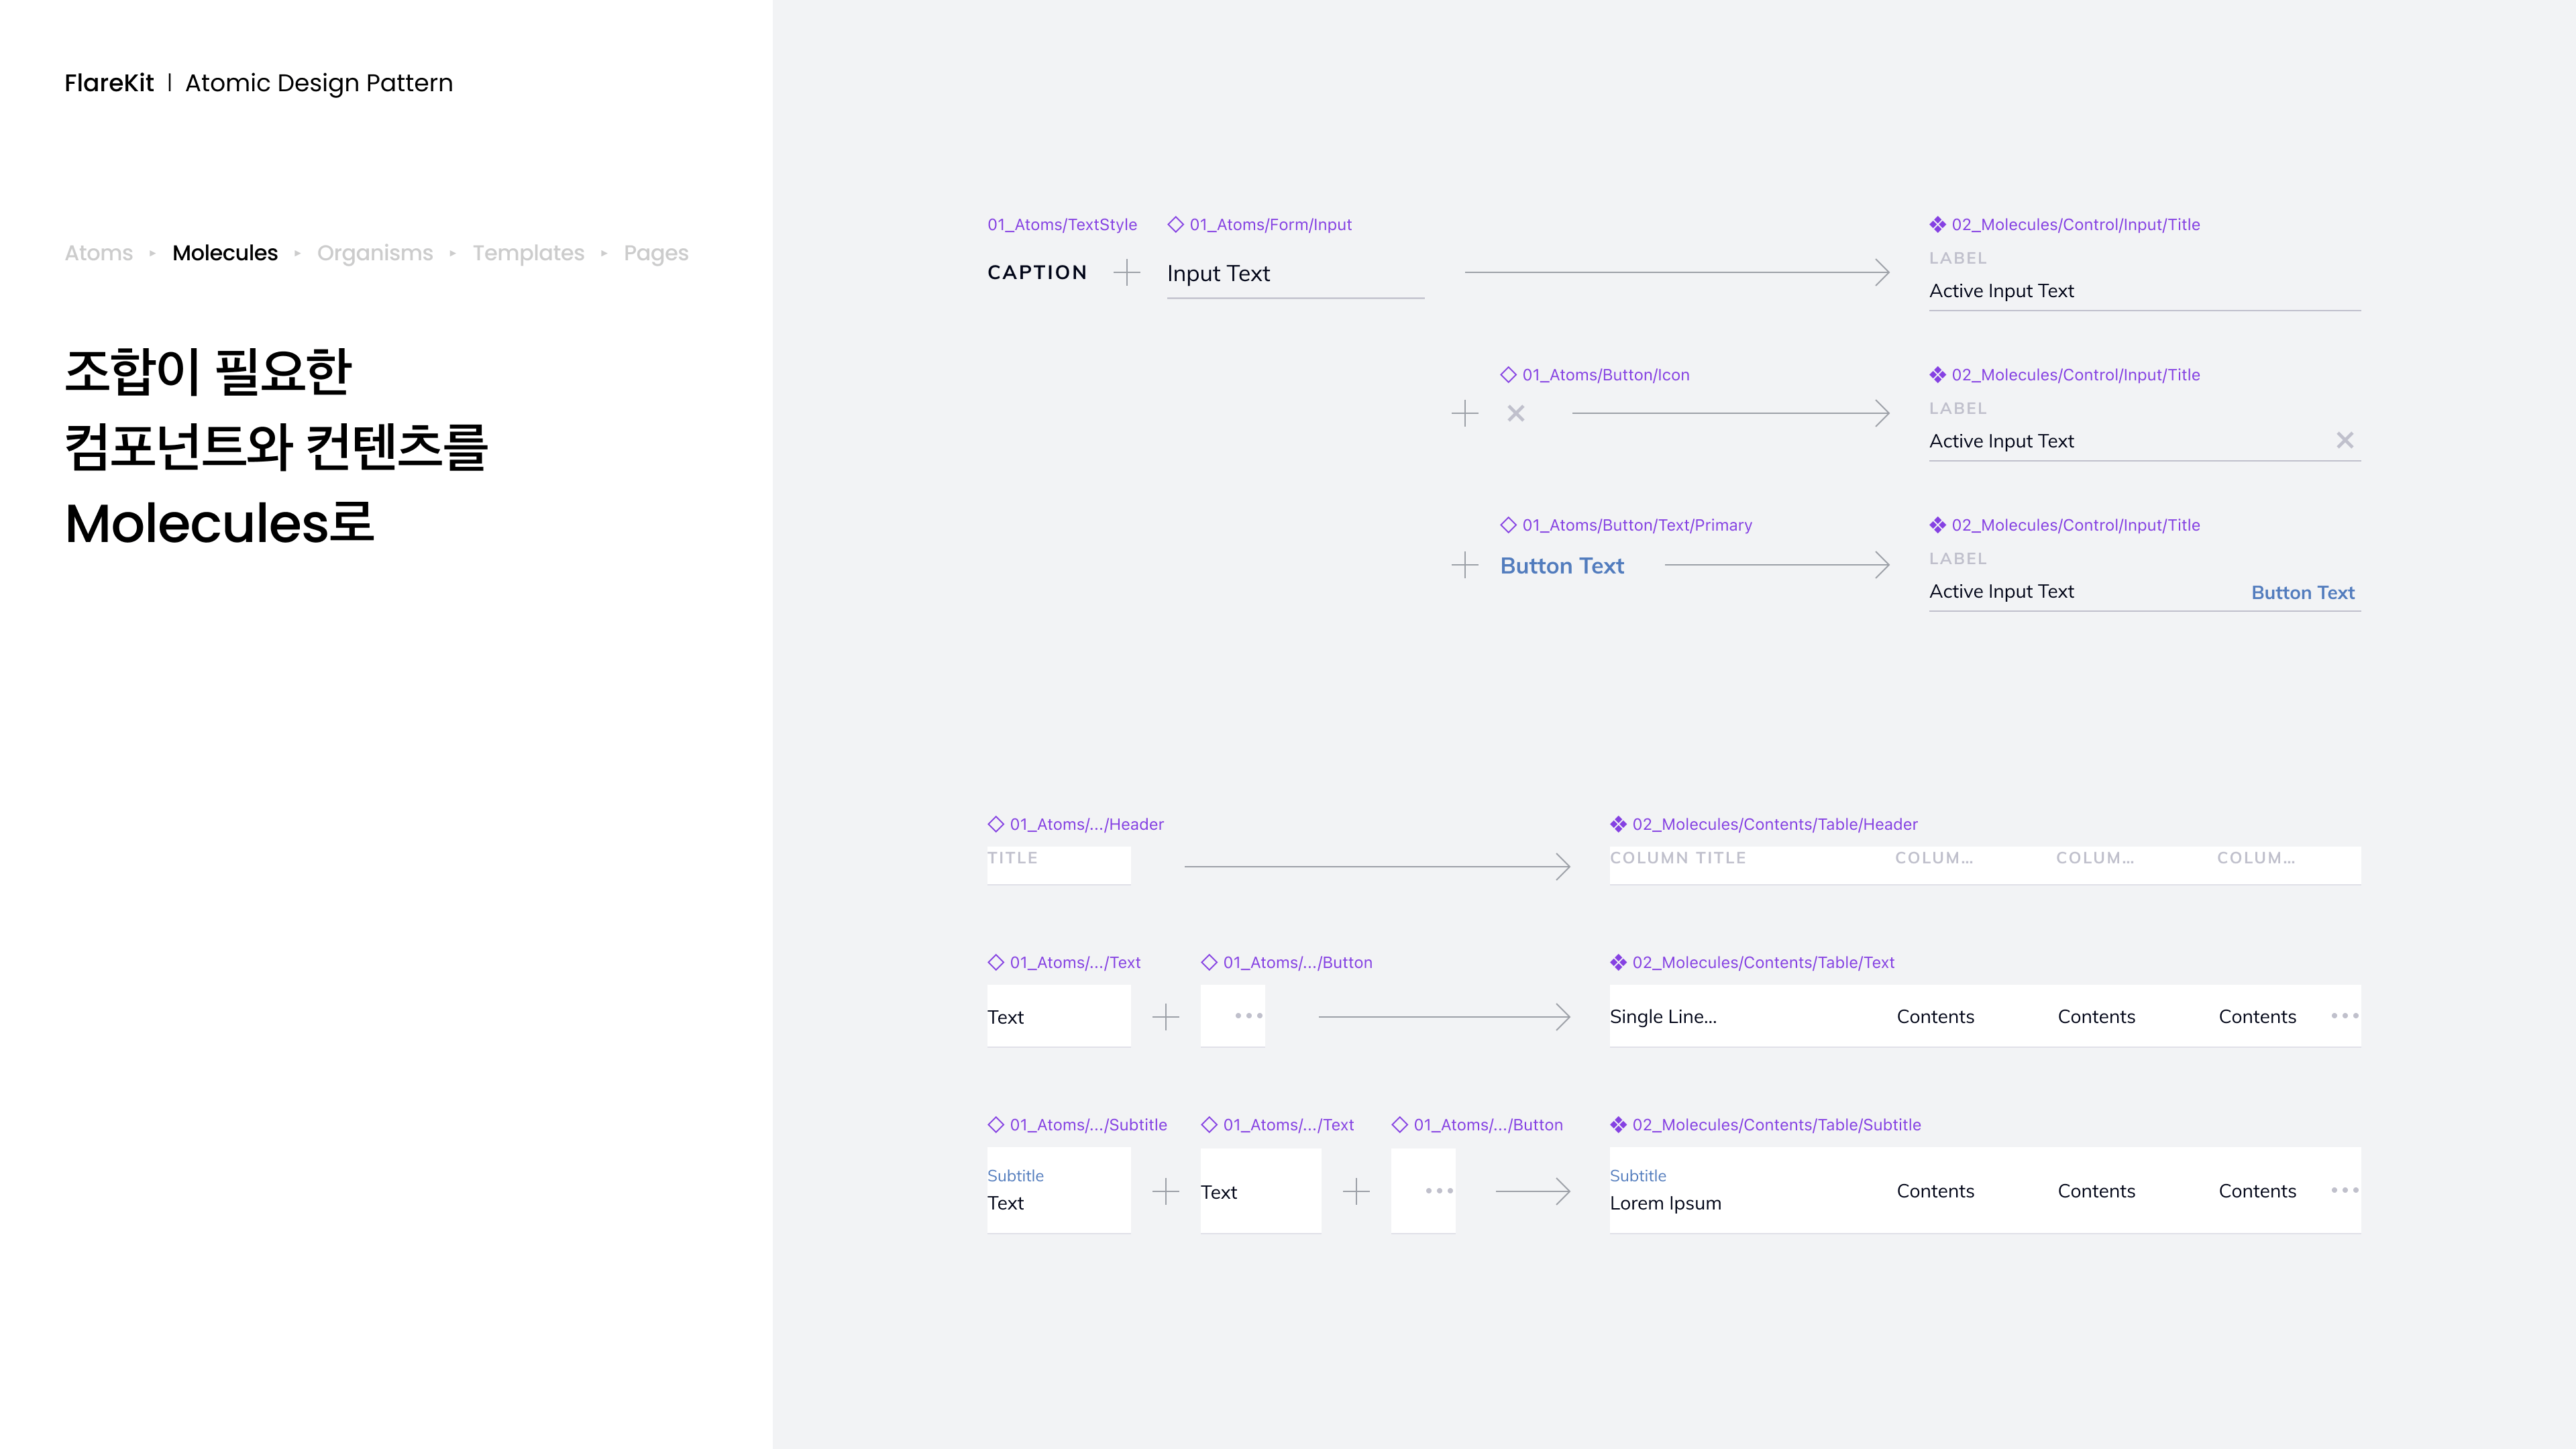 FlareKit | Atomic Design Pattern
Atoms ▸ Molecules ▸ Organisms ▸ Templates ▸ Pages
조합이 필요한
컴포넌트와 컨텐츠를
Molecules로
01_Atoms/TextStyle 01_Atoms/Form/Input 02_Molecules/Control/Input/Title
CAPTION Input Text
LABEL
Active Input Text
01_Atoms/Button/Icon 02_Molecules/Control/Input/Title
LABEL
Active Input Text
01_Atoms/Button/Text/Primary 02_Molecules/Control/Input/Title
LABEL
Button Text
Active Input Text Button Text
01_Atoms/.../Header 02_Molecules/Contents/Table/Header
TITLE COLUMN TITLE COLUM... COLUM... COLUM...
01_Atoms/.../Text 01_Atoms/.../Button 02_Molecules/Contents/Table/Text
Text Single Line... Contents Contents Contents
01_Atoms/.../Subtitle 01_Atoms/.../Text 01_Atoms/.../Button 02_Molecules/Contents/Table/Subtitle
Subtitle Subtitle
Text Contents Contents Contents
Text Lorem Ipsum